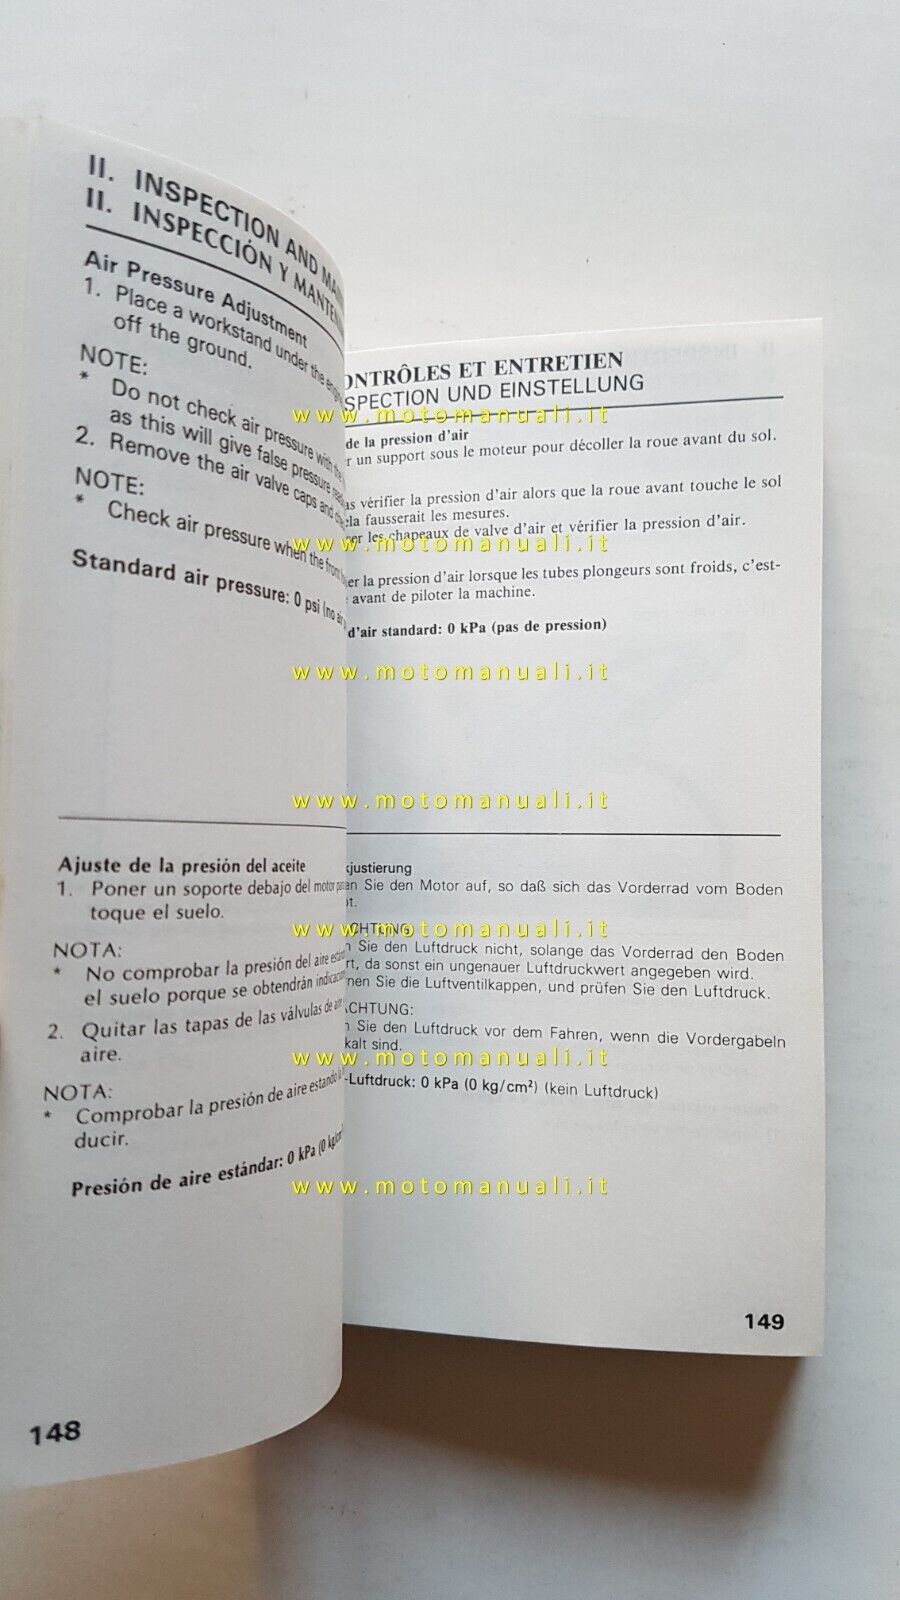 II. INSPECTION AND MAIN
II. INSPECCIÓN Y MANTENIM
Air Pressure Adjustment
1. Place a workstand under the engine
off the ground.
NOTE:
* Do not check air pressure with the
as this will give false pressure
2. Remove the air valve caps and
NOTE:
* Check air pressure when the front
Standard air pressure: 0 psi (no air
Ajuste de la presión del aceite
1. Poner un soporte debajo del motor
toque el suelo.
NOTA:
* No comprobar la presión del aire
el suelo porque se obtendrán
2. Quitar las tapas de las válvulas de aire
aire.
NOTA:
* Comprobar la presión de aire estando
ducir.
Presión de aire estándar: 0 kPa (0 kg/cm²
148
ONTRÔLES ET ENTRETIEN
SPECTION UND EINSTELLUNG
de la pression d'air
r un support sous le moteur pour décoller la roue avant du sol.
as vérifier la pression d'air alors que la roue avant touche le sol
ela fausserait les mesures.
er les chapeaux de valve d'air et vérifier la pression d'air.
er la pression d'air lorsque les tubes plongeurs sont froids, c'est-
avant de piloter la machine.
d'air standard: 0 kPa (pas de pression)
kjustierung
en Sie den Motor auf, so daß sich das Vorderrad vom Boden
t.
CHTUNG:
n Sie den Luftdruck nicht, solange das Vorderrad den Boden
rt, da sonst ein ungenauer Luftdruckwert angegeben wird.
nen Sie die Luftventilkappen, und prüfen Sie den Luftdruck.
ACHTUNG:
n Sie den Luftdruck vor dem Fahren, wenn die Vordergabeln
kalt sind.
-Luftdruck: 0 kPa (0 kg/cm²) (kein Luftdruck)
149
www.motomanuali.it
www.motomanuali.it
www.motomanuali.it
www.motomanuali.it
www.motomanuali.it
www.motomanuali.it
www.motomanuali.it